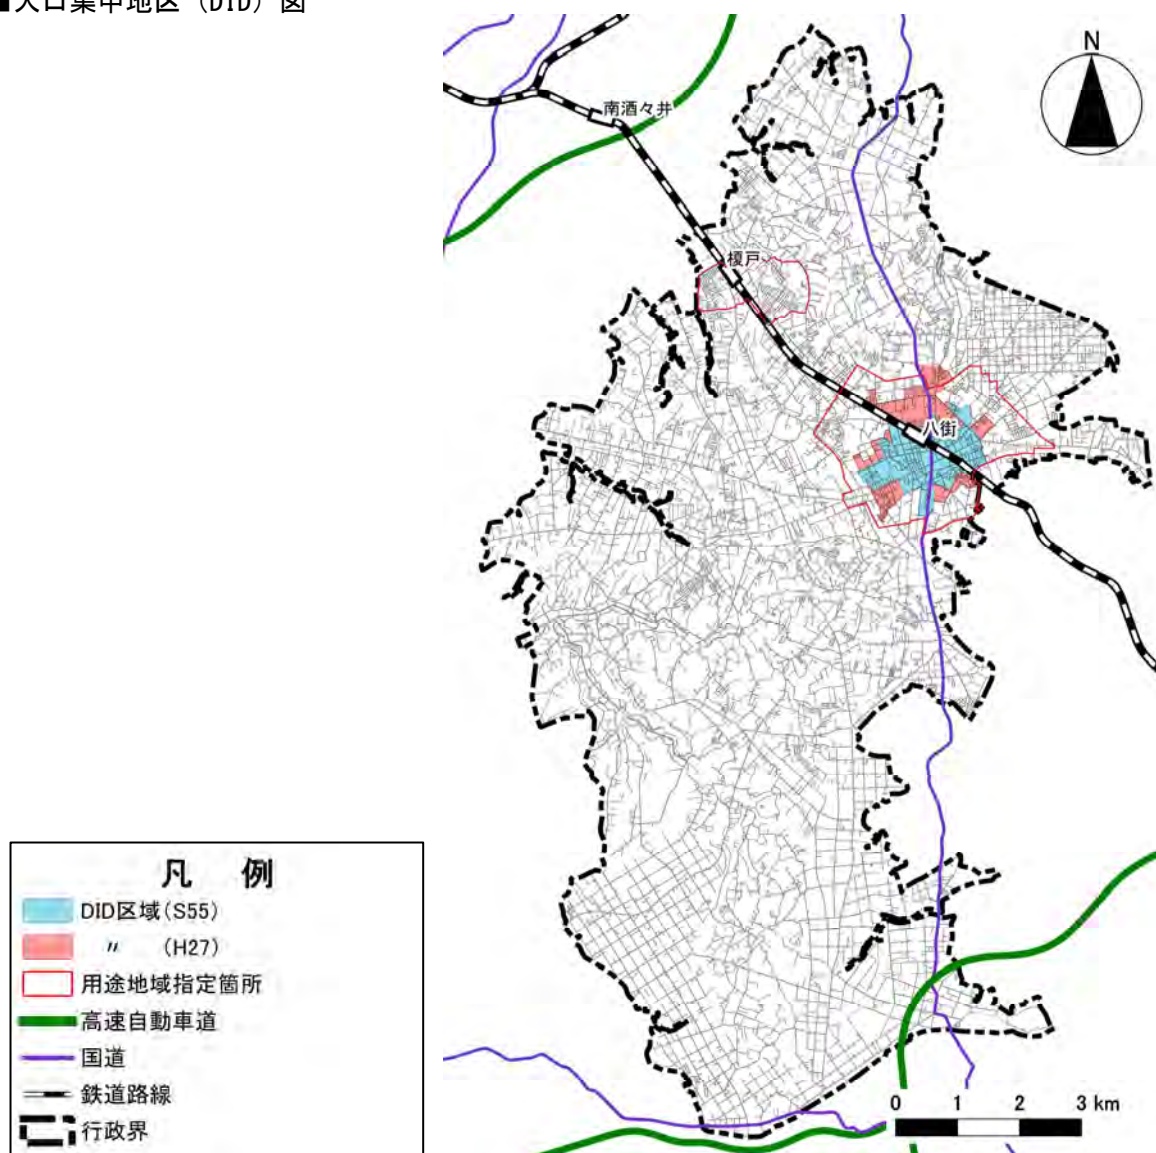 ■人口集中地区（DID）図
N
南酒々井
榎戸
八街
凡 例
DID区域(S55)
〃 (H27)
用途地域指定箇所
高速自動車道
国道
鉄道路線
行政界
0 1 2 3 km